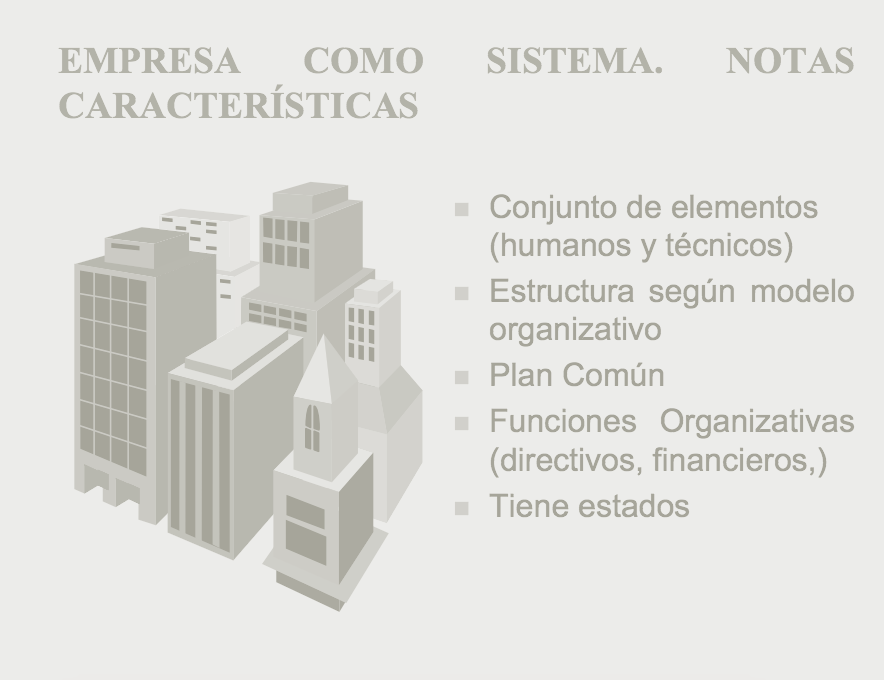 EMPRESA COMO SISTEMA. NOTAS
CARACTERÍSTICAS
Conjunto de elementos
(humanos y técnicos)
Estructura según modelo
organizativo
Plan Común
Funciones Organizativas
(directivos, financieros,)
Tiene estados